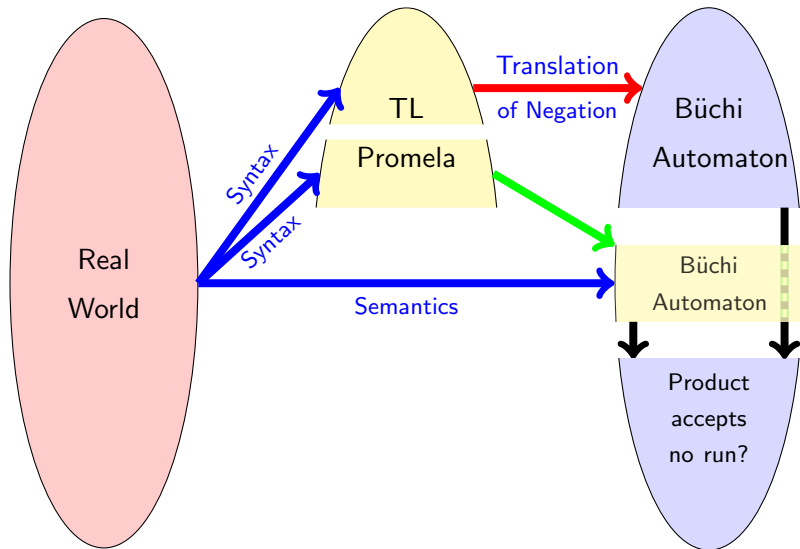 Real
World
Syntax
Syntax
TL
Promela
Translation
of Negation
Semantics
Büchi
Automaton
Büchi
Automaton
Product
accepts
no run?